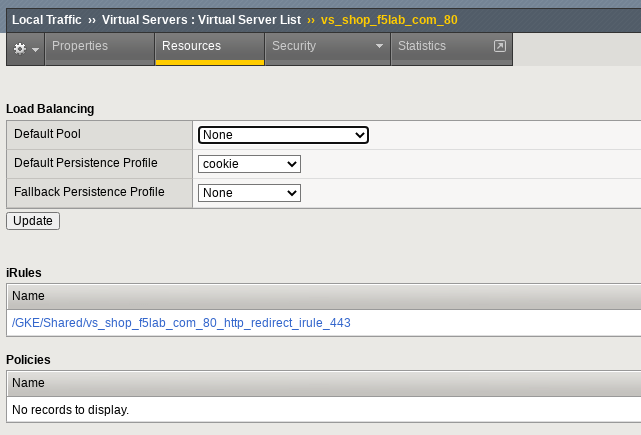 Local Traffic ›› Virtual Servers : Virtual Server List ›› vs_shop_f5lab_com_80
Properties Resources Security Statistics
Load Balancing
Default Pool None
Default Persistence Profile cookie
Fallback Persistence Profile None
Update
iRules
Name
/GKE/Shared/vs_shop_f5lab_com_80_http_redirect_irule_443
Policies
Name
No records to display.